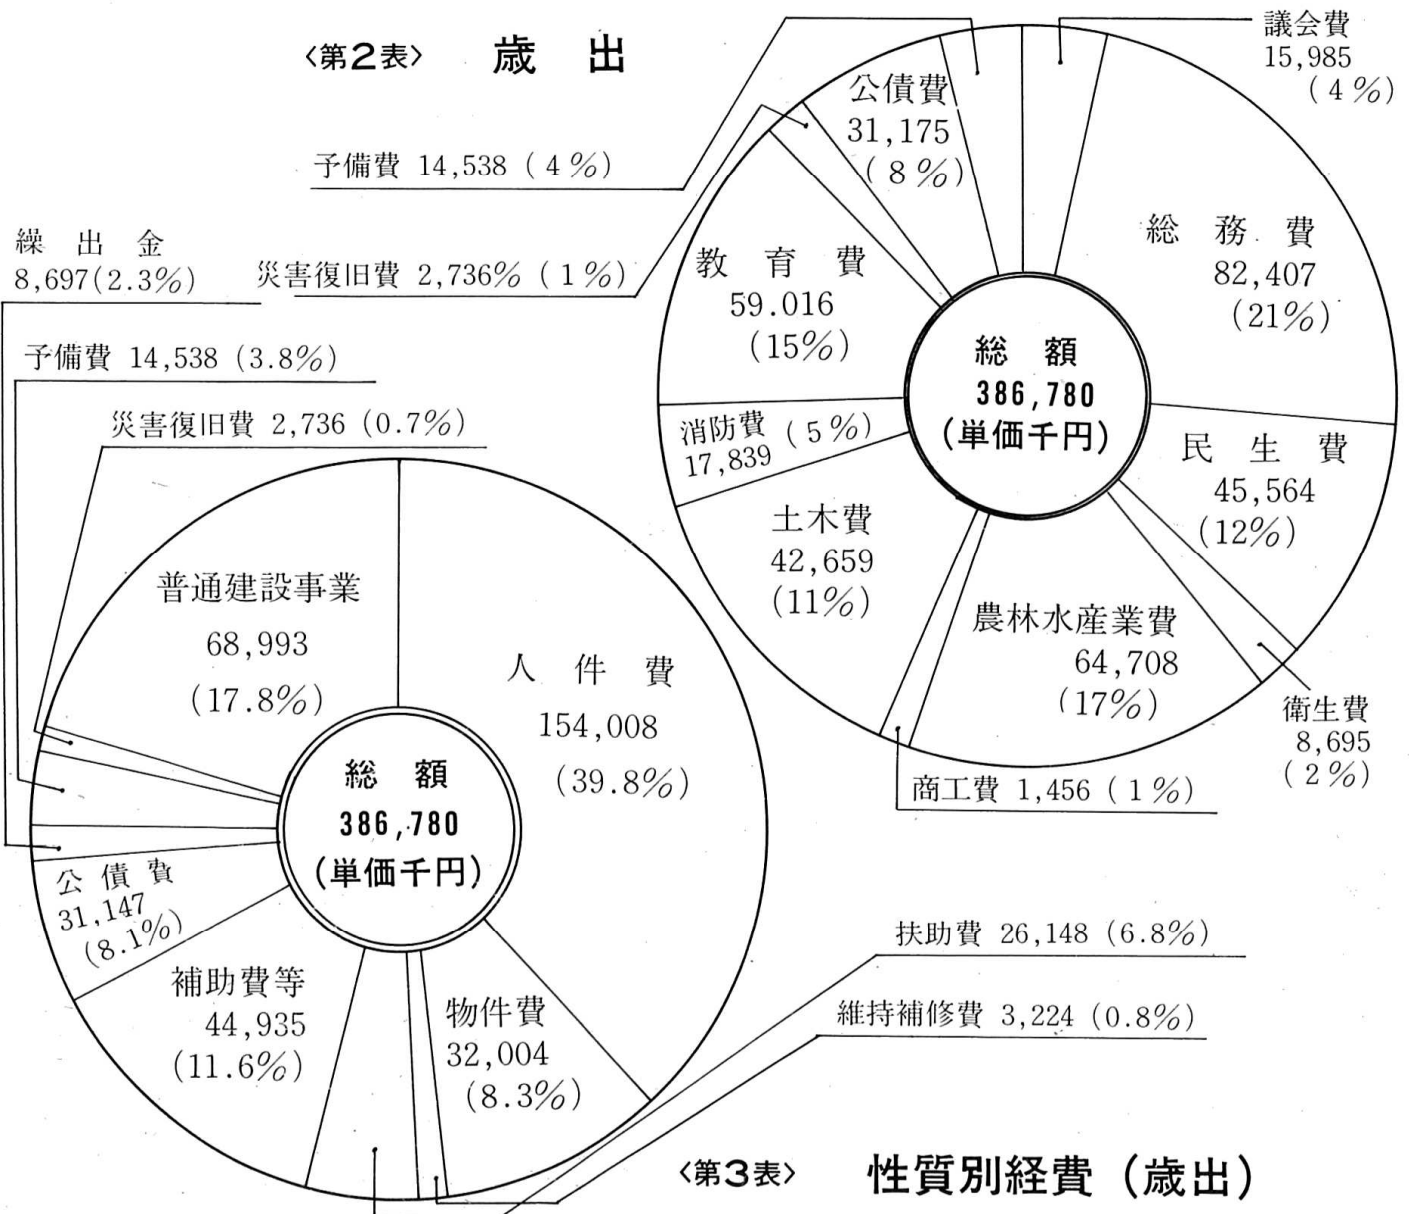 〈第2表〉 歳出
議会費
15,985
(4%)
総務費
82,407
(21%)
民生費
45,564
(12%)
衛生費
8,695
(2%)
農林水産業費
64,708
(17%)
商工費 1,456 (1%)
土木費
42,659
(11%)
消防費 (5%)
17,839
教育費
59.016
(15%)
災害復旧費 2,736% (1%)
公債費
31,175
(8%)
予備費 14,538 (4%)
総額
386,780
(単価千円)
〈第3表〉 性質別経費 (歳出)
人件費
154,008
(39.8%)
物件費
32,004
(8.3%)
維持補修費 3,224 (0.8%)
扶助費 26,148 (6.8%)
補助費等
44,935
(11.6%)
公債費
31,147
(8.1%)
繰出金
8,697(2.3%)
予備費 14,538 (3.8%)
災害復旧費 2,736 (0.7%)
普通建設事業
68,993
(17.8%)
総額
386,780
(単価千円)